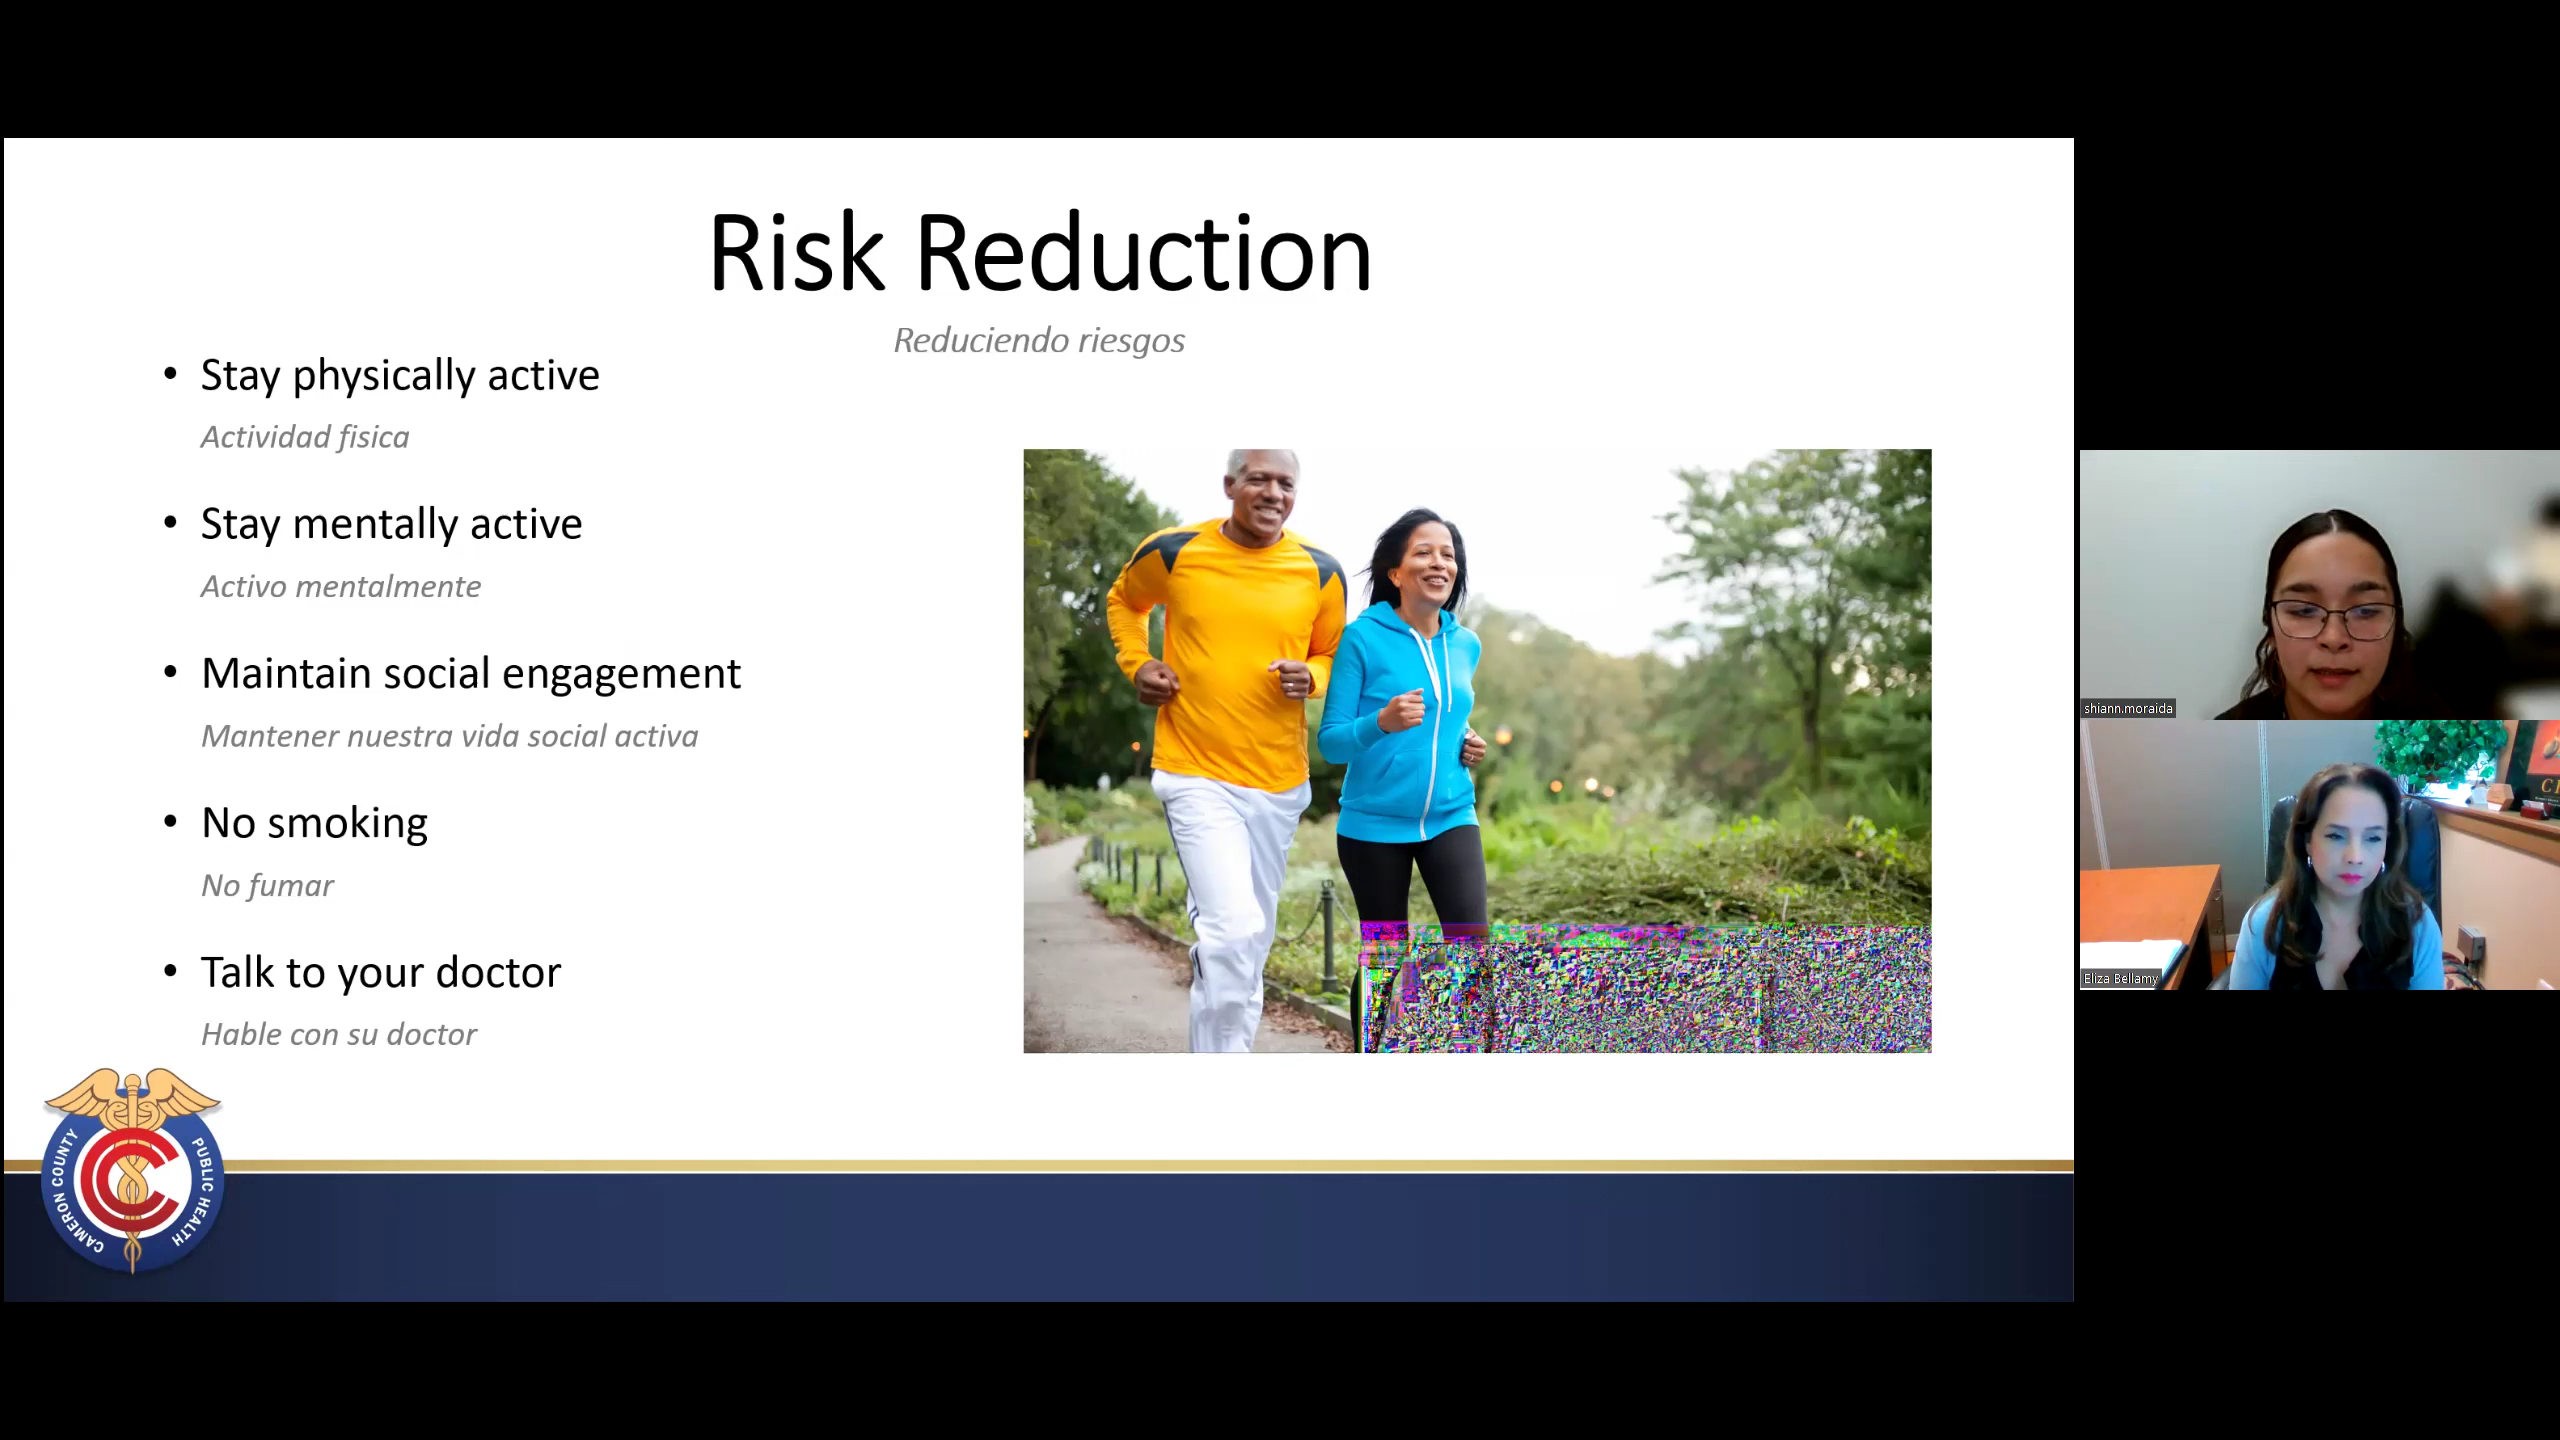 Risk Reduction
Reduciendo riesgos
• Stay physically active
Actividad fisica
• Stay mentally active
Activo mentalmente
• Maintain social engagement
Mantener nuestra vida social activa
• No smoking
No fumar
• Talk to your doctor
Hable con su doctor
CAMERON COUNTY
PUBLIC HEALTH
shiann.moraida
Eliza Bellamy